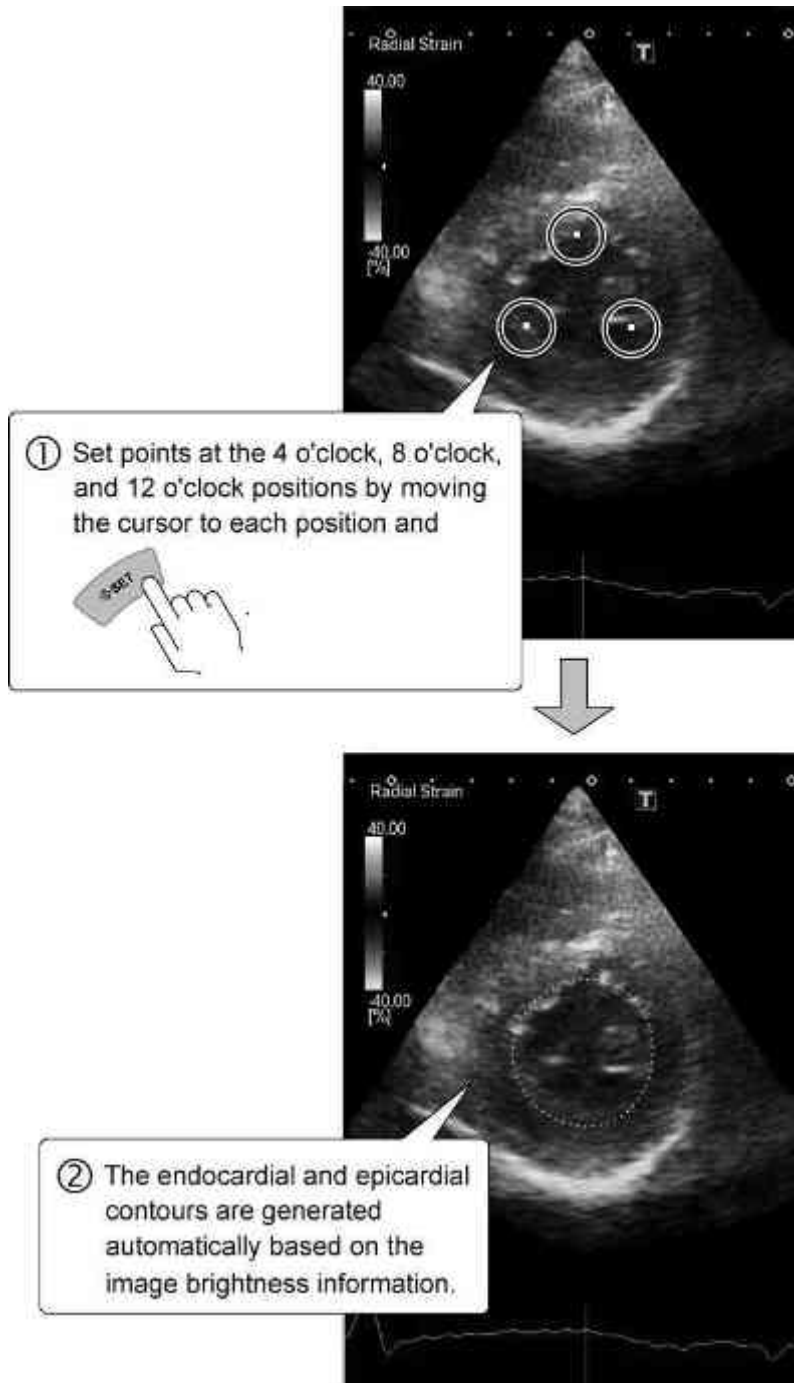 Radial Strain
T
40.00
-40.00
[%]
① Set points at the 4 o'clock, 8 o'clock,
and 12 o'clock positions by moving
the cursor to each position and
SET
Radial Strain
T
40.00
-40.00
[%]
② The endocardial and epicardial
contours are generated
automatically based on the
image brightness information.